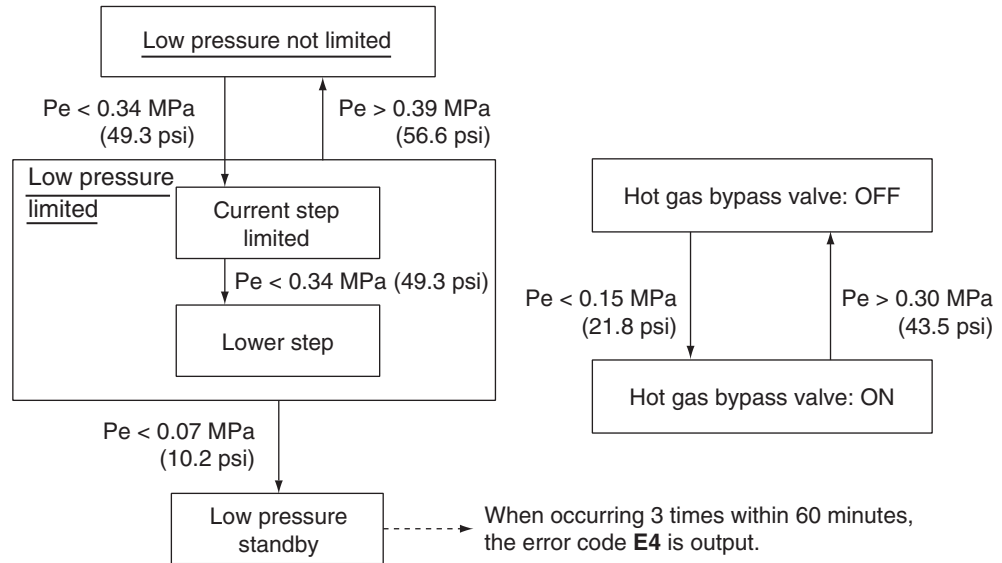 Low pressure not limited
Pe < 0.34 MPa
(49.3 psi)
Pe > 0.39 MPa
(56.6 psi)
Low pressure
limited
Current step
limited
Pe < 0.34 MPa (49.3 psi)
Lower step
Pe < 0.07 MPa
(10.2 psi)
Low pressure
standby
When occurring 3 times within 60 minutes,
the error code E4 is output.
Hot gas bypass valve: OFF
Pe < 0.15 MPa
(21.8 psi)
Pe > 0.30 MPa
(43.5 psi)
Hot gas bypass valve: ON